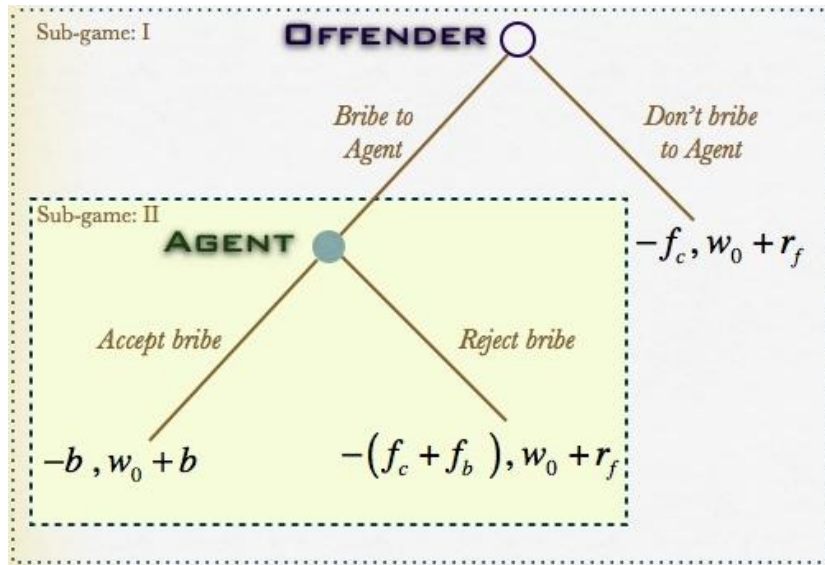 Sub-game: I
OFFENDER
Bribe to
Agent
Don't bribe
to Agent
Sub-game: II
AGENT
−f_c, w_0 + r_f
Accept bribe
Reject bribe
−b , w_0 + b
−(f_c + f_b ), w_0 + r_f